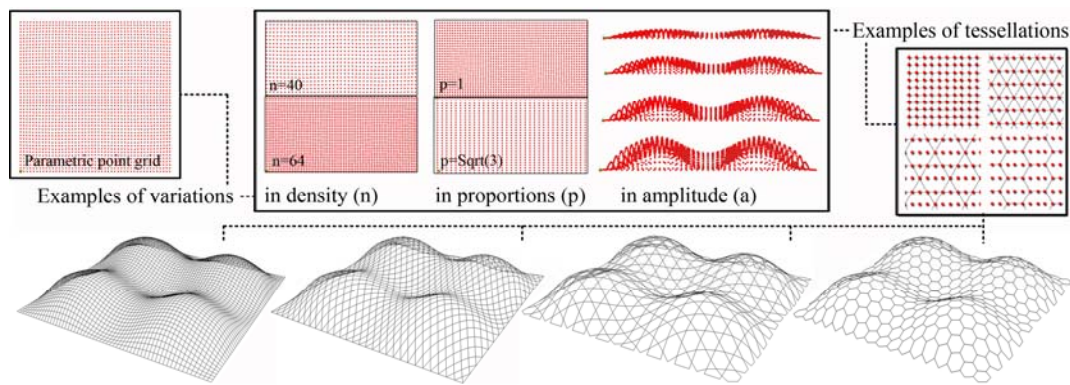 Parametric point grid
Examples of variations
n=40
n=64
in density (n)
p=1
p=Sqrt(3)
in proportions (p)
in amplitude (a)
Examples of tessellations